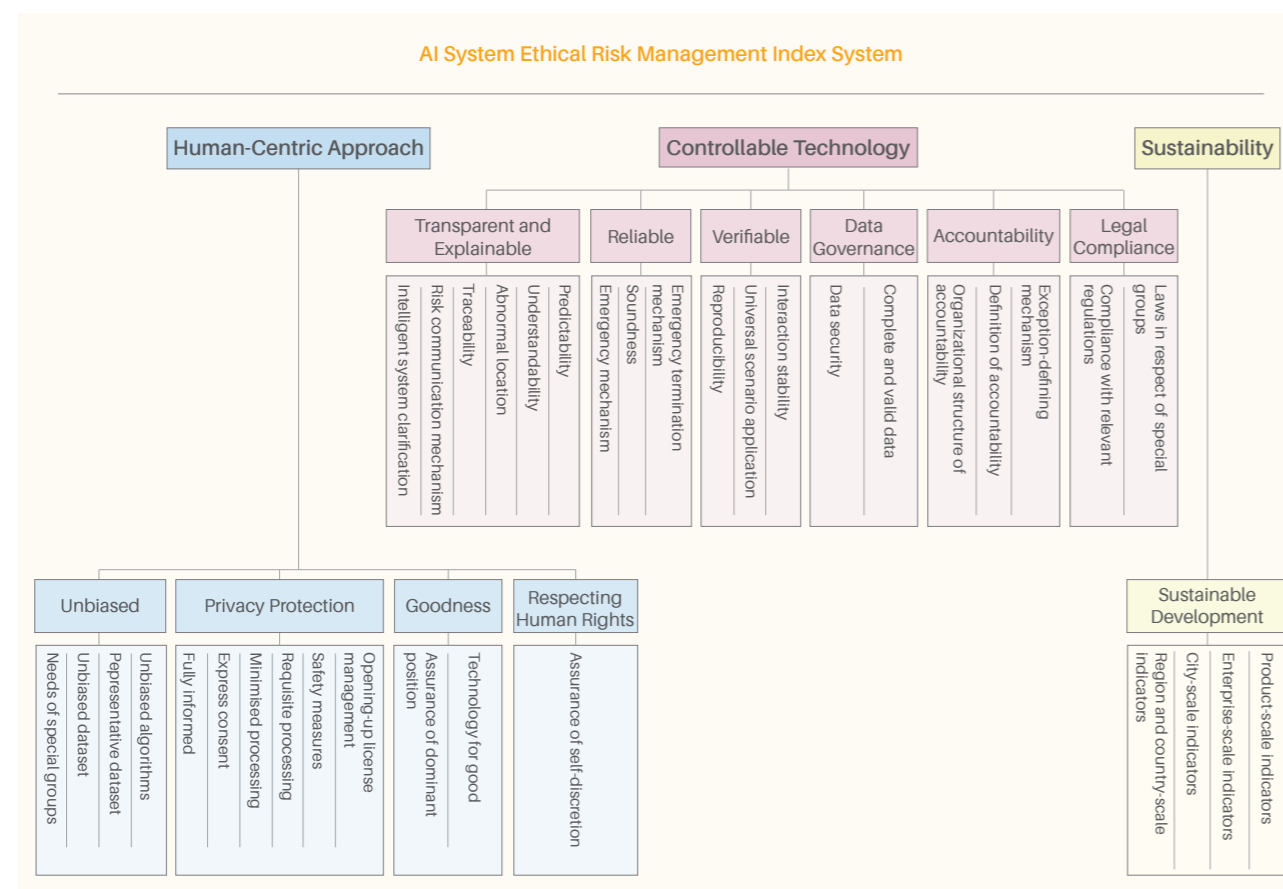 AI System Ethical Risk Management Index System
Human-Centric Approach
Controllable Technology
Sustainability
Transparent and
Explainable
Reliable
Verifiable
Data
Governance
Accountability
Legal
Compliance
Predictability
Understandability
Abnormal location
Traceability
Risk communication mechanism
Intelligent system clarification
Emergency termination
mechanism
Soundness
Emergency mechanism
Interaction stability
Universal scenario application
Reproducibility
Complete and valid data
Data security
Exception-defining
mechanism
Definition of accountability
Organizational structure of
accountability
Laws in respect of special
groups
Compliance with relevant
regulations
Unbiased
Privacy Protection
Goodness
Respecting
Human Rights
Sustainable
Development
Unbiased algorithms
Pepresentative dataset
Unbiased dataset
Needs of special groups
Opening-up license
management
Safety measures
Requisite processing
Minimised processing
Express consent
Fully informed
Technology for good
Assurance of dominant
position
Assurance of self-discretion
Product-scale indicators
Enterprise-scale indicators
City-scale indicators
Region and country-scale
indicators